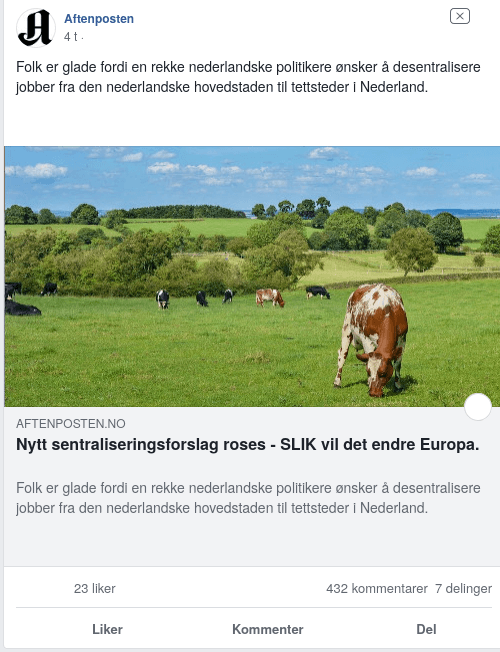 Aftenposten
4 t ·
Folk er glade fordi en rekke nederlandske politikere ønsker å desentralisere
jobber fra den nederlandske hovedstaden til tettsteder i Nederland.
AFTENPOSTEN.NO
Nytt sentraliseringsforslag roses - SLIK vil det endre Europa.
Folk er glade fordi en rekke nederlandske politikere ønsker å desentralisere
jobber fra den nederlandske hovedstaden til tettsteder i Nederland.
23 liker 432 kommentarer 7 delinger
Liker Kommenter Del